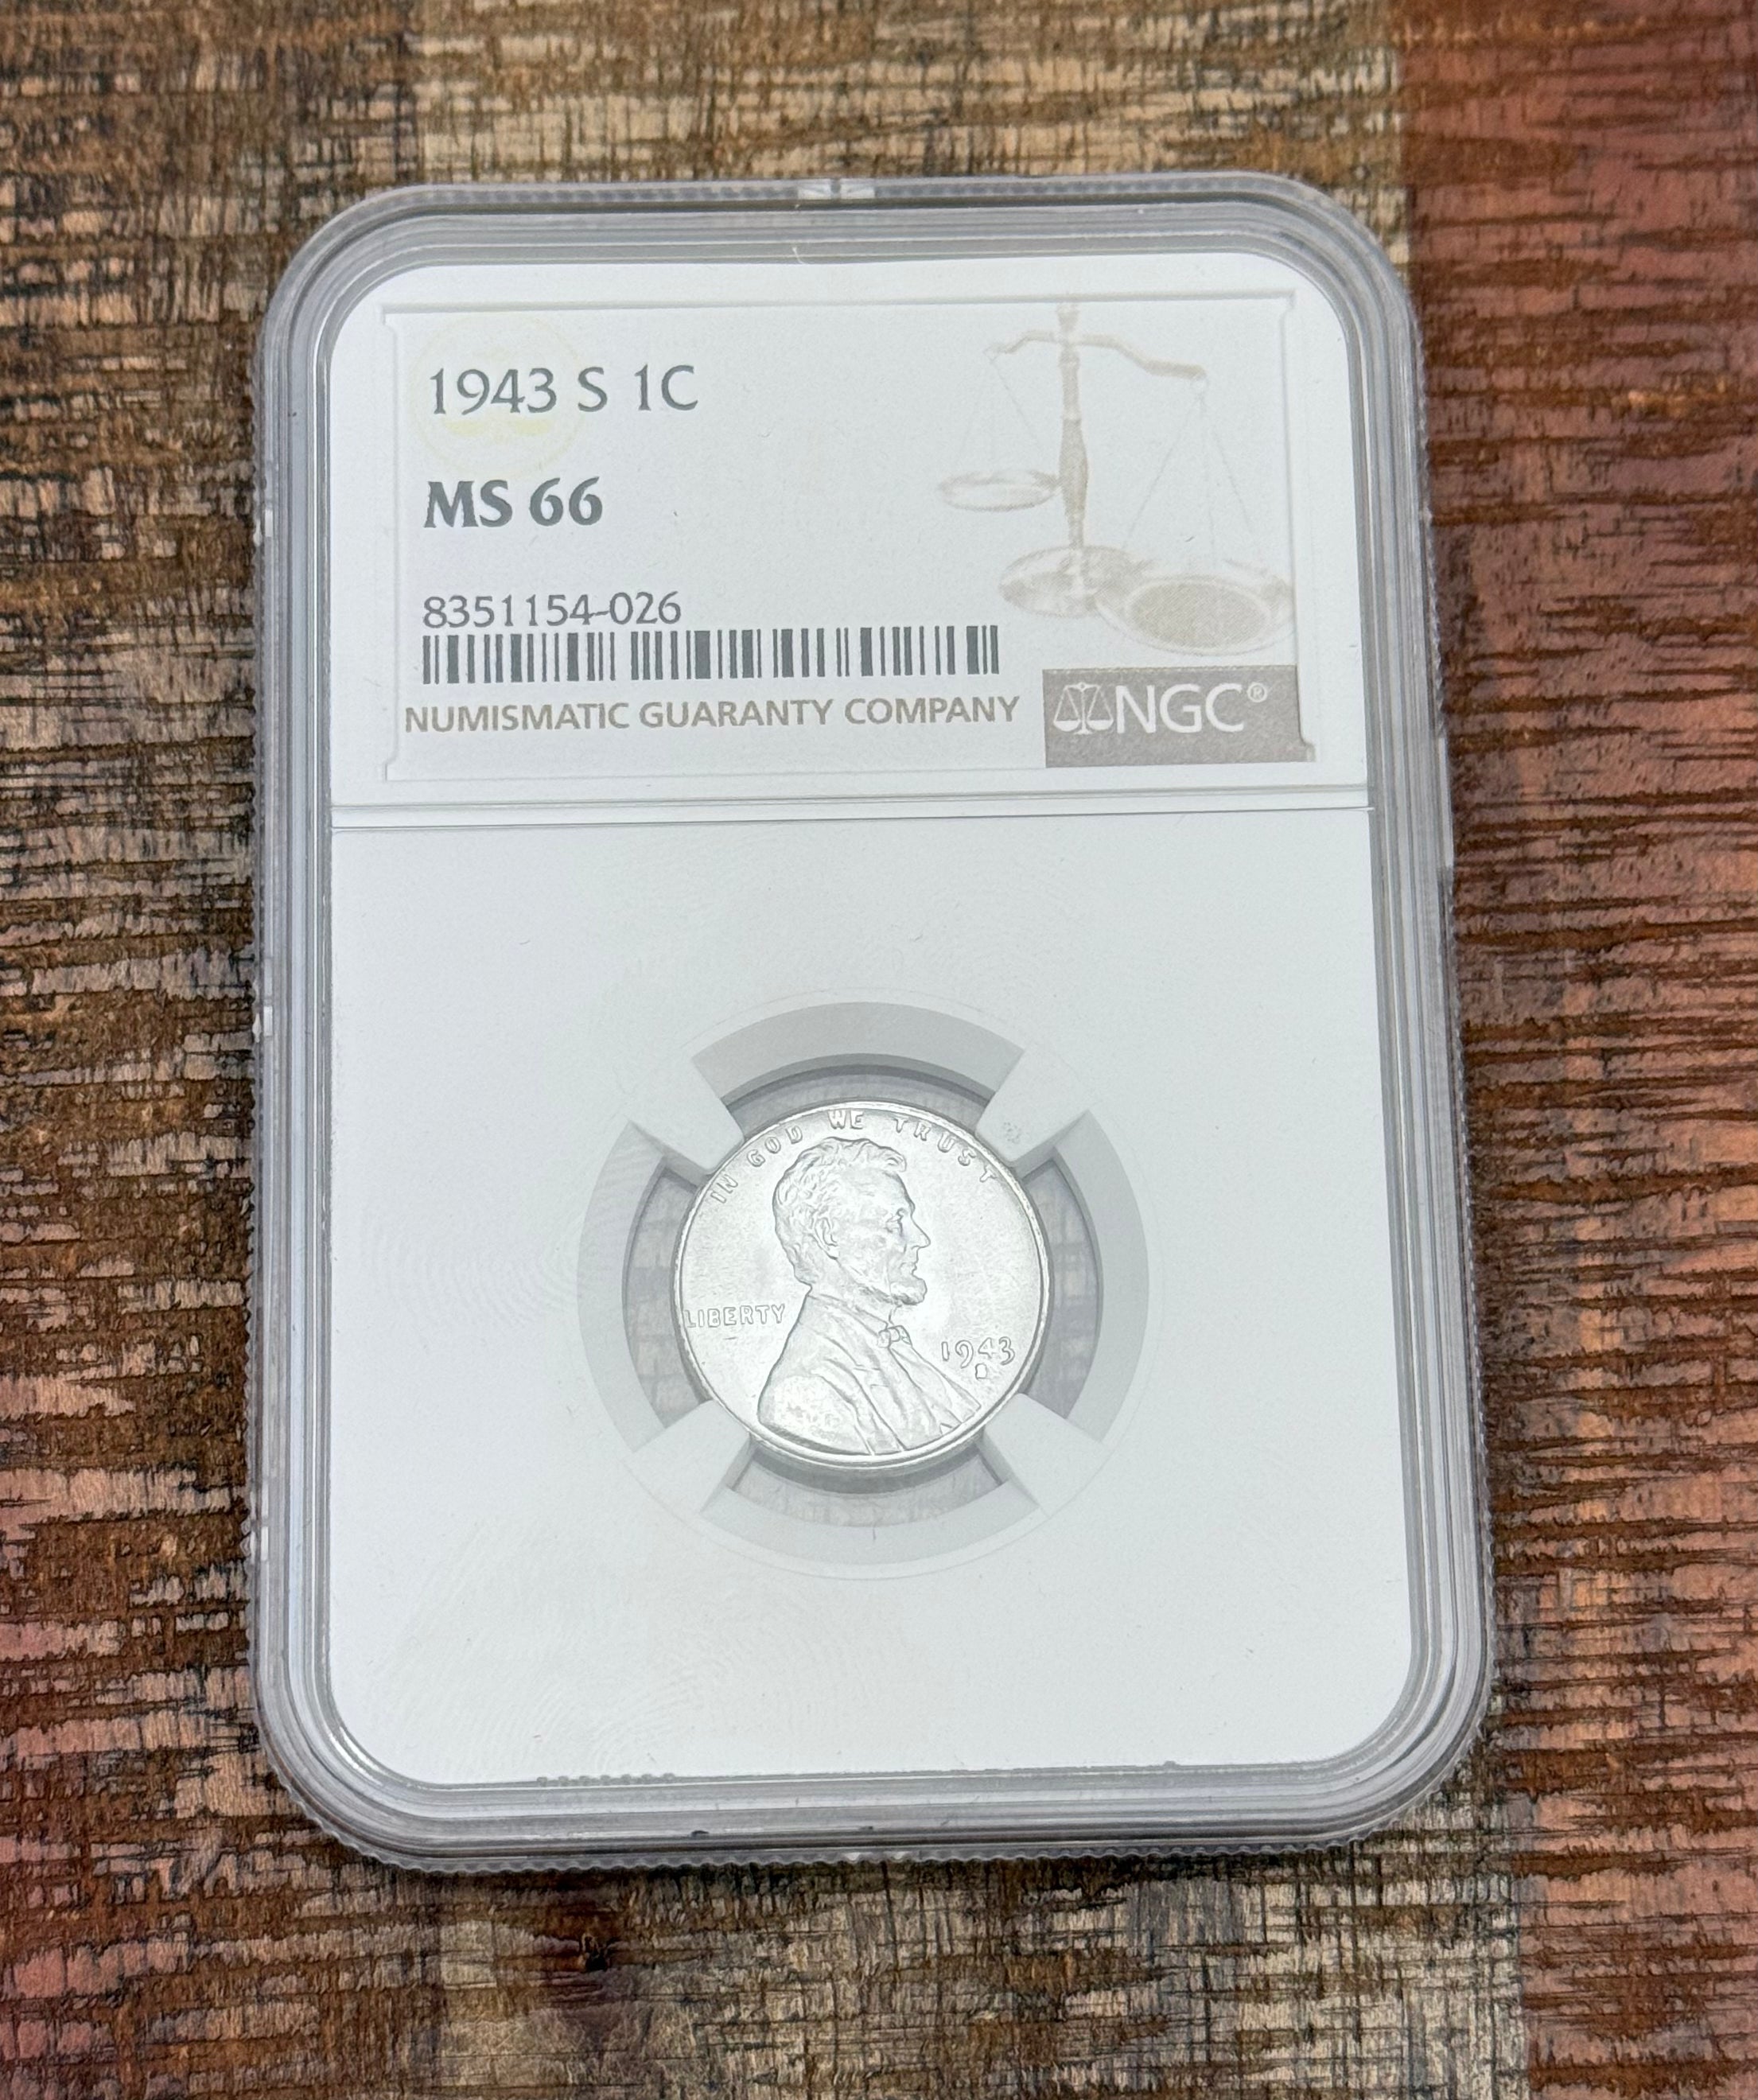 1943 S 1C
MS 66
8351154-026
NUMISMATIC GUARANTY COMPANY
NGC®
IN GOD WE TRUST
LIBERTY
1943
S